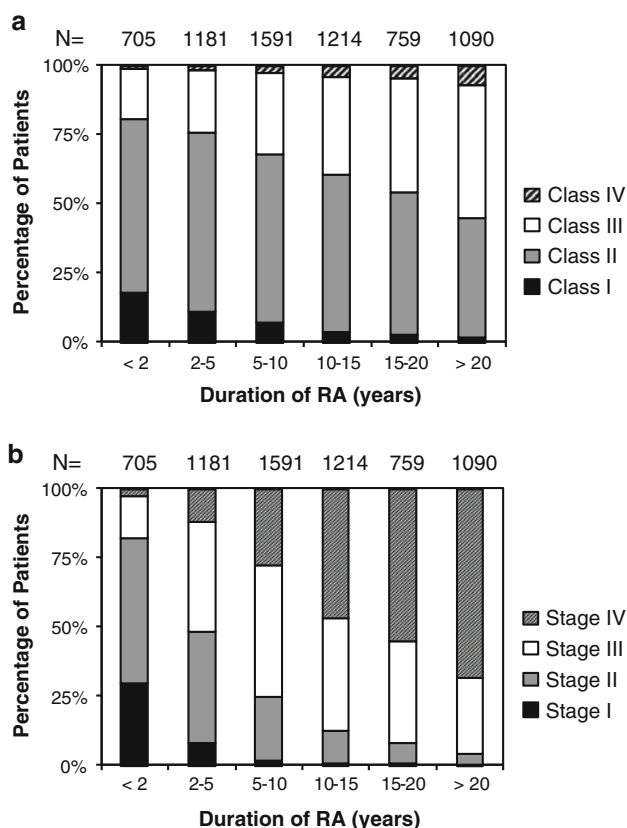 a
N= 705 1181 1591 1214 759 1090
100%
75%
50%
25%
0%
Percentage of Patients
< 2 2-5 5-10 10-15 15-20 > 20
Duration of RA (years)
Class IV
Class III
Class II
Class I
b
N= 705 1181 1591 1214 759 1090
100%
75%
50%
25%
0%
Percentage of Patients
< 2 2-5 5-10 10-15 15-20 > 20
Duration of RA (years)
Stage IV
Stage III
Stage II
Stage I